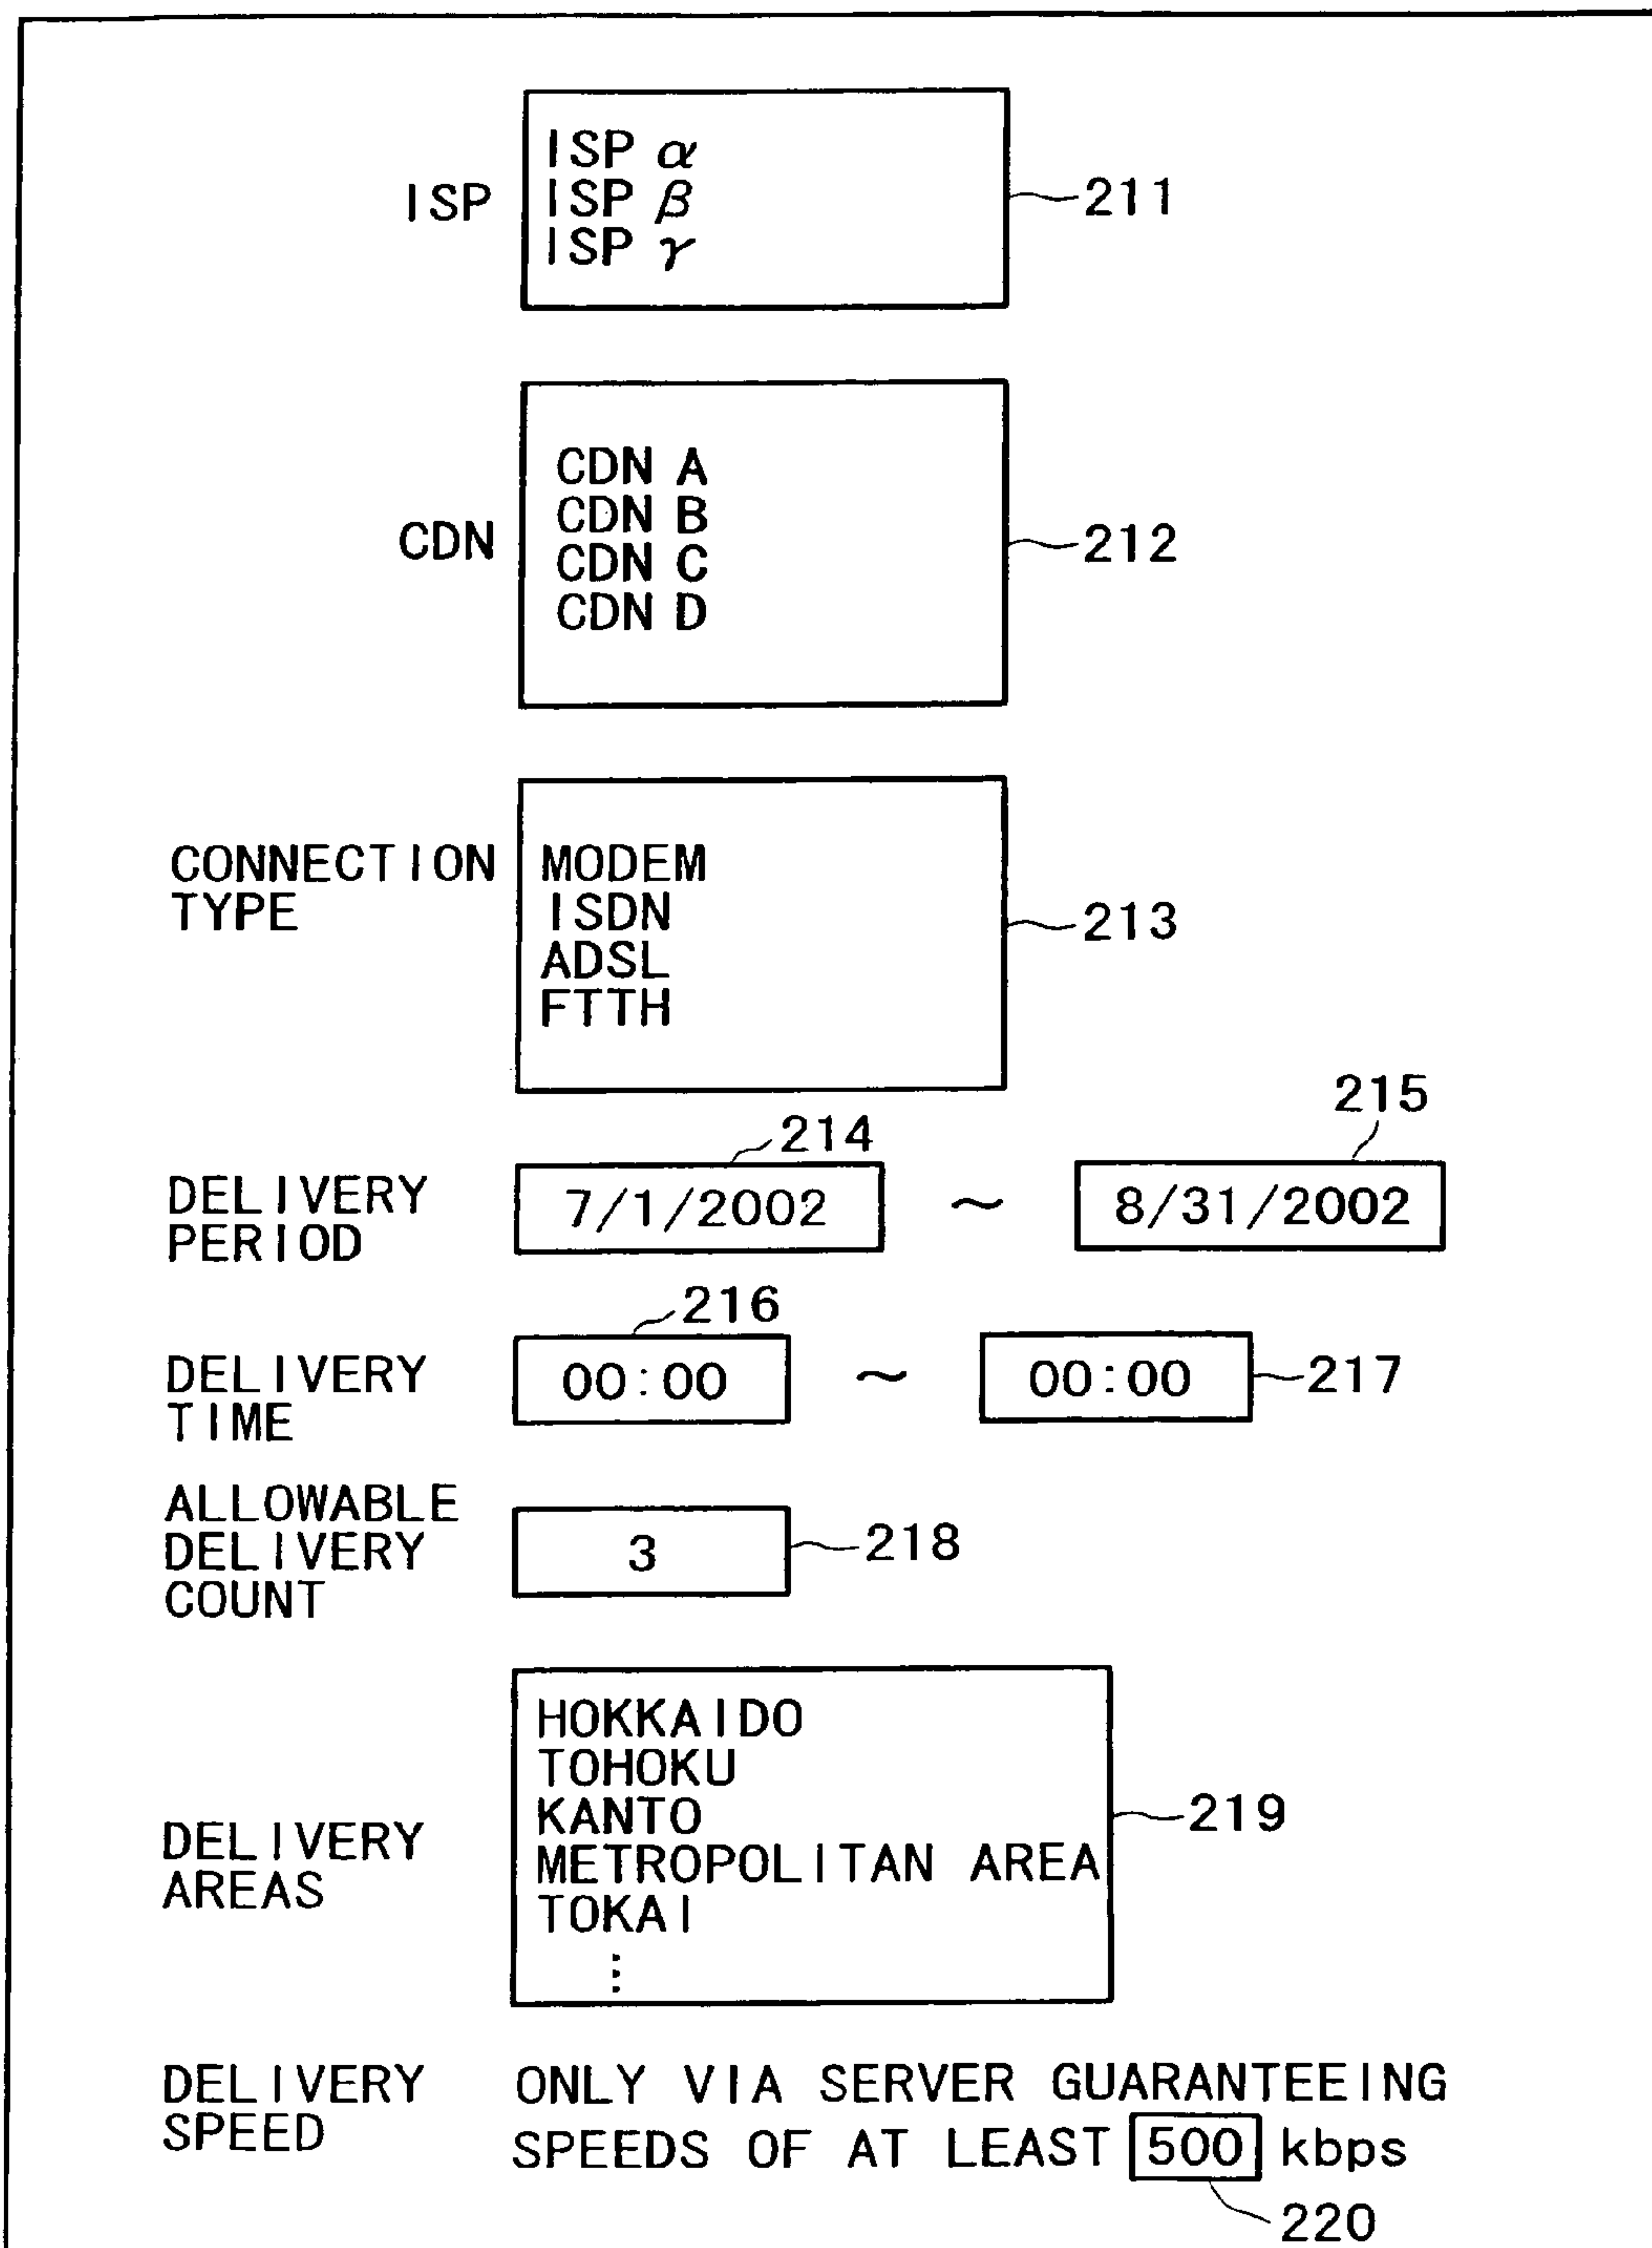 ISP
ISP α
ISP β
ISP γ
211
CDN
CDN A
CDN B
CDN C
CDN D
212
CONNECTION
TYPE
MODEM
ISDN
ADSL
FTTH
213
DELIVERY
PERIOD
214
7/1/2002 ~ 8/31/2002
215
DELIVERY
TIME
216
00:00 ~ 00:00
217
ALLOWABLE
DELIVERY
COUNT
3
218
DELIVERY
AREAS
HOKKAIDO
TOHOKU
KANTO
METROPOLITAN AREA
TOKAI
⋮
219
DELIVERY
SPEED
ONLY VIA SERVER GUARANTEEING
SPEEDS OF AT LEAST 500 kbps
220